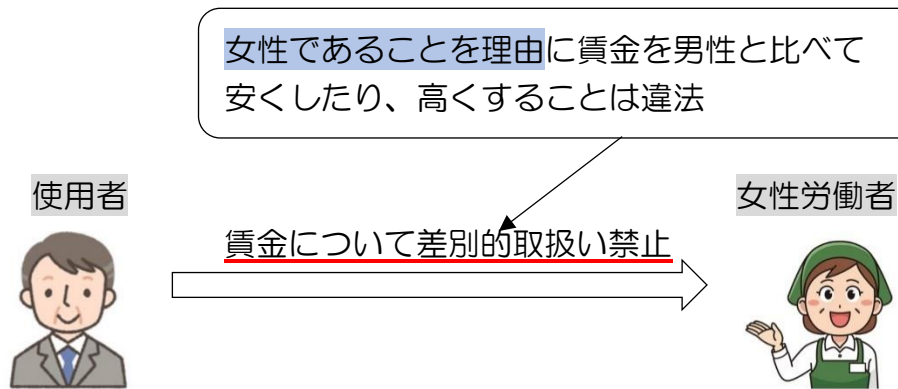 女性であることを理由に賃金を男性と比べて
安くしたり、高くすることは違法
使用者
女性労働者
賃金について差別的取扱い禁止